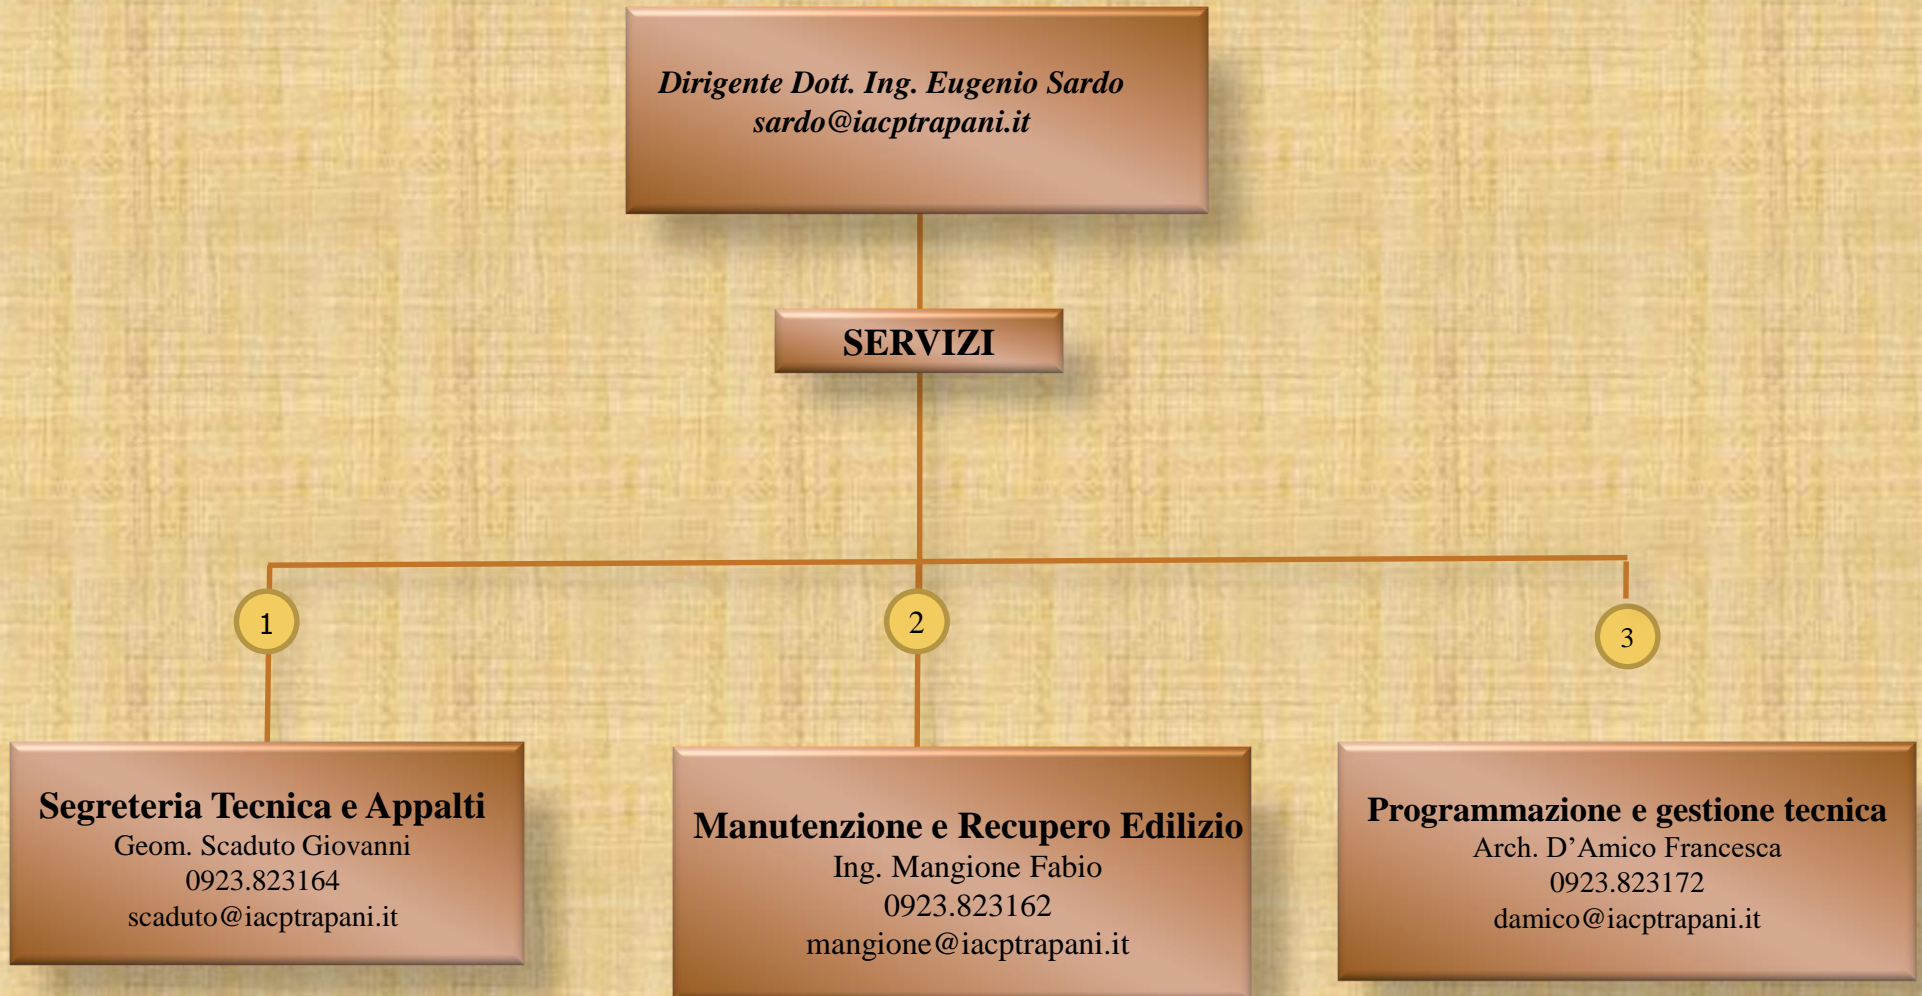 Dirigente Dott. Ing. Eugenio Sardo
sardo@iacptrapani.it
SERVIZI
1
2
3
Segreteria Tecnica e Appalti
Geom. Scaduto Giovanni
0923.823164
scaduto@iacptrapani.it
Manutenzione e Recupero Edilizio
Ing. Mangione Fabio
0923.823162
mangione@iacptrapani.it
Programmazione e gestione tecnica
Arch. D’Amico Francesca
0923.823172
damico@iacptrapani.it